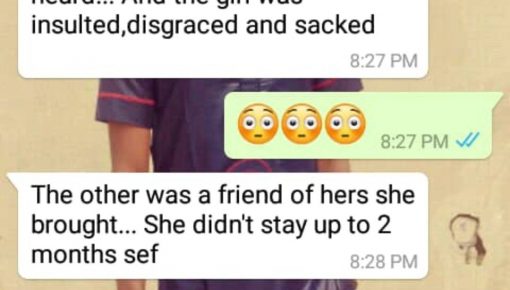 heard... And the girl was
insulted,disgraced and sacked
8:27 PM
😳😳😳
8:27 PM
The other was a friend of hers she
brought... She didn't stay up to 2
months sef
8:28 PM